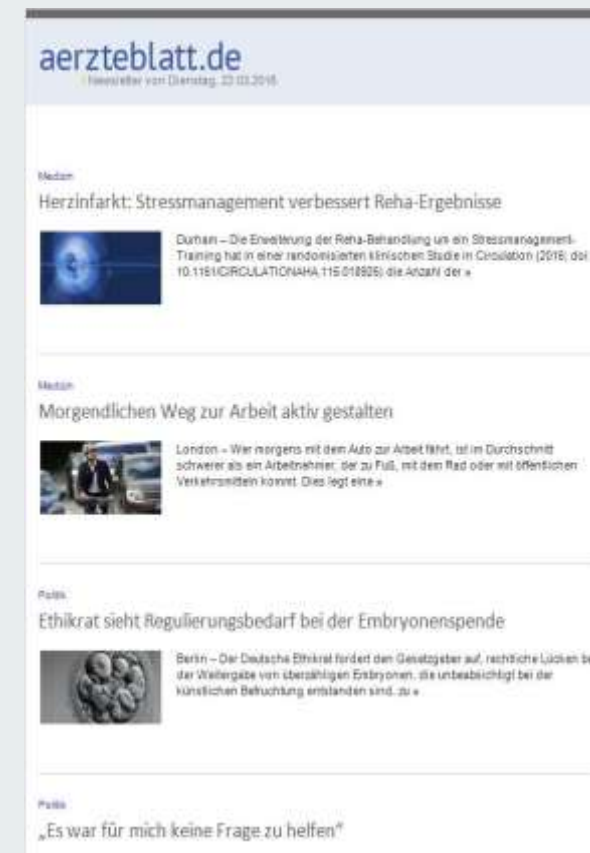 aerzteblatt.de
Newsletter von Dienstag, 22.03.2016
Medizin
Herzinfarkt: Stressmanagement verbessert Reha-Ergebnisse
Durham – Die Erweiterung der Reha-Behandlung um ein Stressmanagement-
Training hat in einer randomisierten klinischen Studie in Circulation (2016; doi:
10.1161/CIRCULATIONAHA.115.018926) die Anzahl der »
Medizin
Morgendlichen Weg zur Arbeit aktiv gestalten
London – Wer morgens mit dem Auto zur Arbeit fährt, ist im Durchschnitt
schwerer als ein Arbeitnehmer, der zu Fuß, mit dem Rad oder mit öffentlichen
Verkehrsmitteln kommt. Dies legt eine »
Politik
Ethikrat sieht Regulierungsbedarf bei der Embryonenspende
Berlin – Der Deutsche Ethikrat fordert den Gesetzgeber auf, rechtliche Lücken be
der Weitergabe von überzähligen Embryonen, die unbeabsichtigt bei der
künstlichen Befruchtung entstanden sind, zu »
Politik
„Es war für mich keine Frage zu helfen“